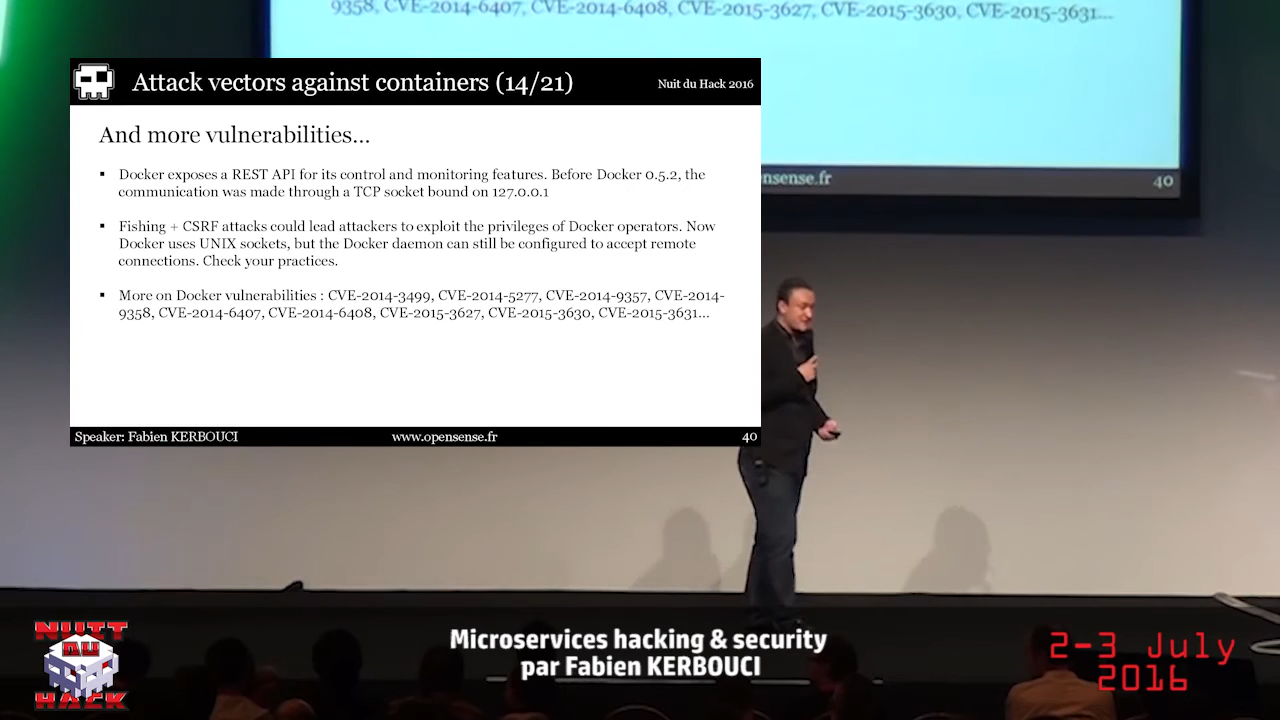 9358, CVE-2014-6407, CVE-2014-6408, CVE-2015-3627, CVE-2015-3630, CVE-2015-3631...
Attack vectors against containers (14/21)
Nuit du Hack 2016
And more vulnerabilities...
▪ Docker exposes a REST API for its control and monitoring features. Before Docker 0.5.2, the
communication was made through a TCP socket bound on 127.0.0.1
▪ Fishing + CSRF attacks could lead attackers to exploit the privileges of Docker operators. Now
Docker uses UNIX sockets, but the Docker daemon can still be configured to accept remote
connections. Check your practices.
▪ More on Docker vulnerabilities : CVE-2014-3499, CVE-2014-5277, CVE-2014-9357, CVE-2014-
9358, CVE-2014-6407, CVE-2014-6408, CVE-2015-3627, CVE-2015-3630, CVE-2015-3631...
Speaker: Fabien KERBOUCI
www.opensense.fr
40
ensense.fr
40
NUIT
DU
HACK
Microservices hacking & security
par Fabien KERBOUCI
2-3 July
2016